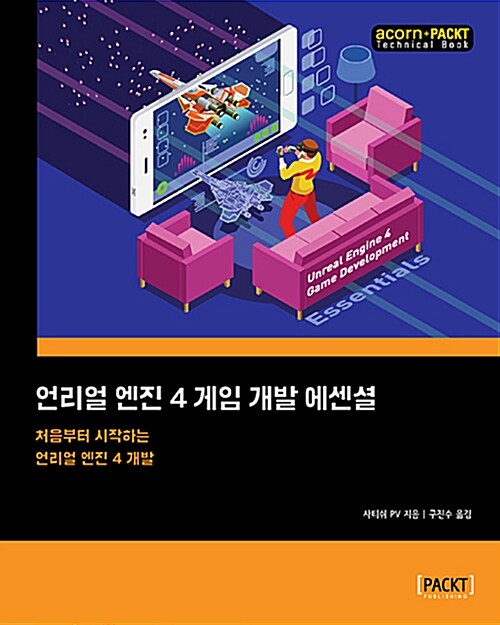 acorn+PACKT
Technical Book
Unreal Engine 4
Game Development
Essentials
언리얼 엔진 4 게임 개발 에센셜
처음부터 시작하는
언리얼 엔진 4 개발
사티쉬 PV 지음 | 구진수 옮김
[PACKT]
PUBLISHING